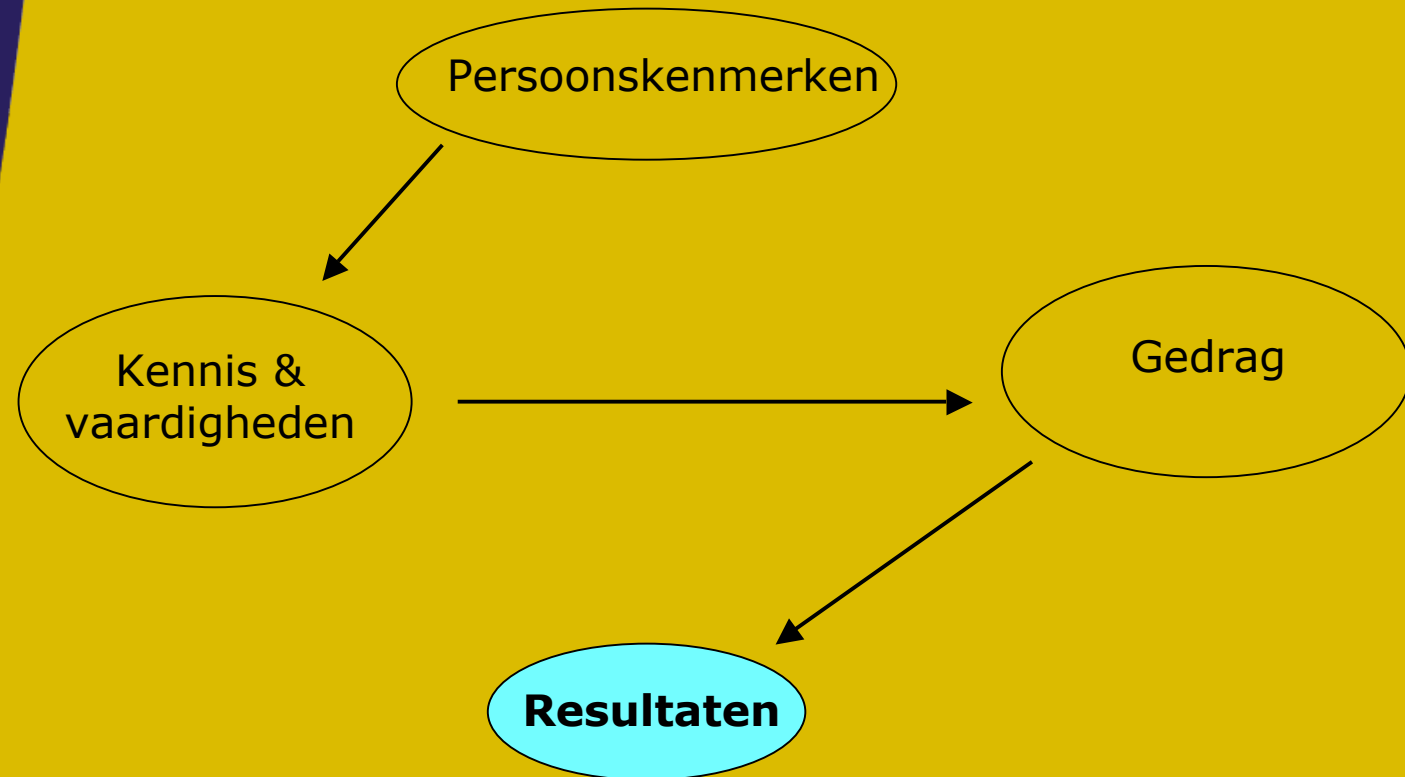 Persoonskenmerken
Kennis &
vaardigheden
Gedrag
Resultaten